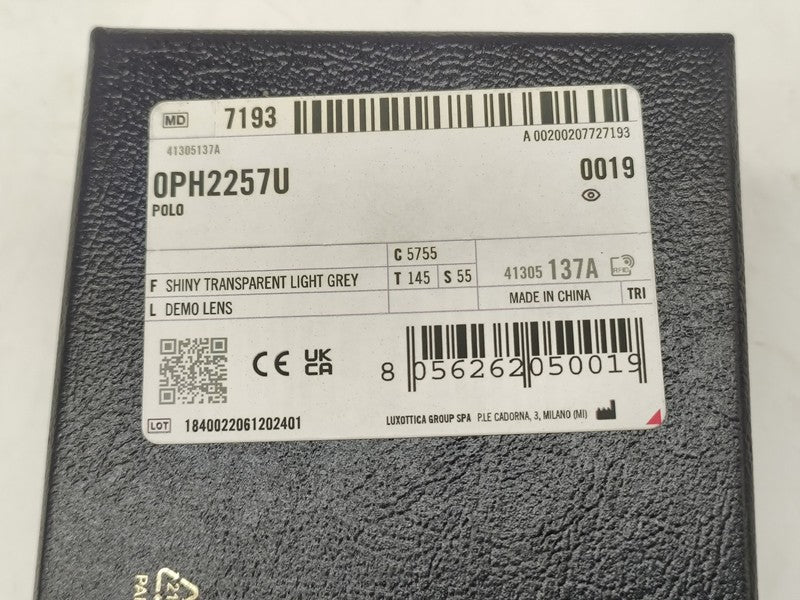 MD 7193
A 00200207727193
41305137A
0PH2257U 0019
POLO
C 5755
F SHINY TRANSPARENT LIGHT GREY T 145 S 55 41305 137A RFID
L DEMO LENS MADE IN CHINA TRI
CE UK CA
8 056262 050019
LOT 1840022061202401 LUXOTTICA GROUP SPA P.LE CADORNA, 3, MILANO (MI)